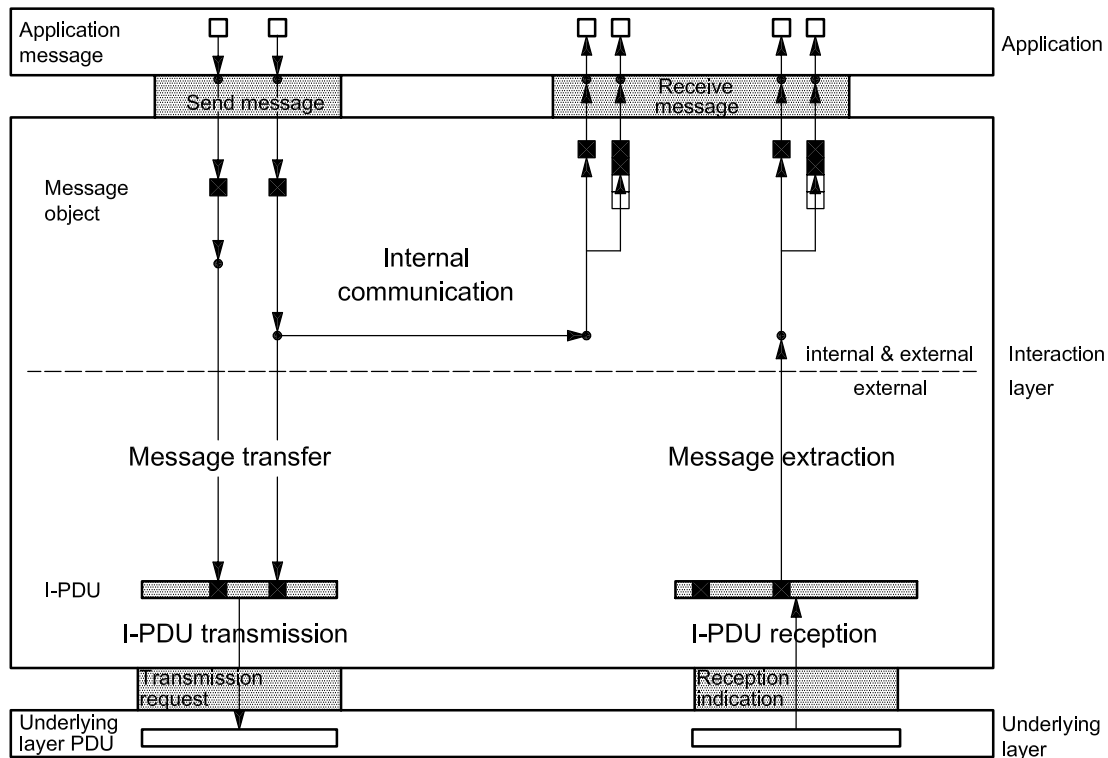 Application
message
Application
Send message
Receive
message
Message
object
Internal
communication
internal & external
external
Interaction
layer
Message transfer
Message extraction
I-PDU
I-PDU transmission
I-PDU reception
Transmission
request
Reception
indication
Underlying
layer PDU
Underlying
layer